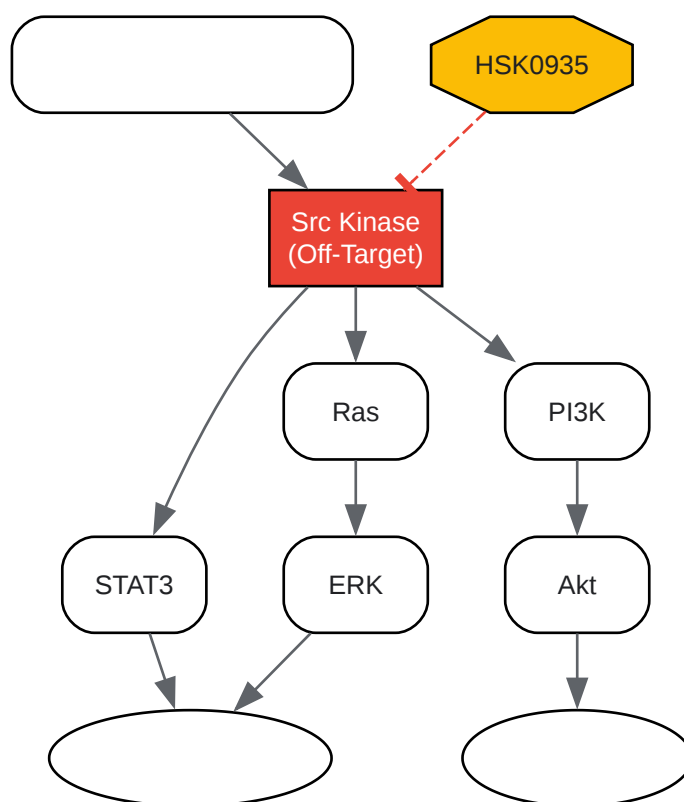 HSK0935
Src Kinase
(Off-Target)
Ras
PI3K
STAT3
ERK
Akt